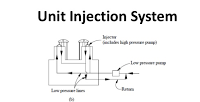 Unit Injection System
Injector
(includes high pressure pump)
Low pressure pump
Low pressure lines
Return
(b)